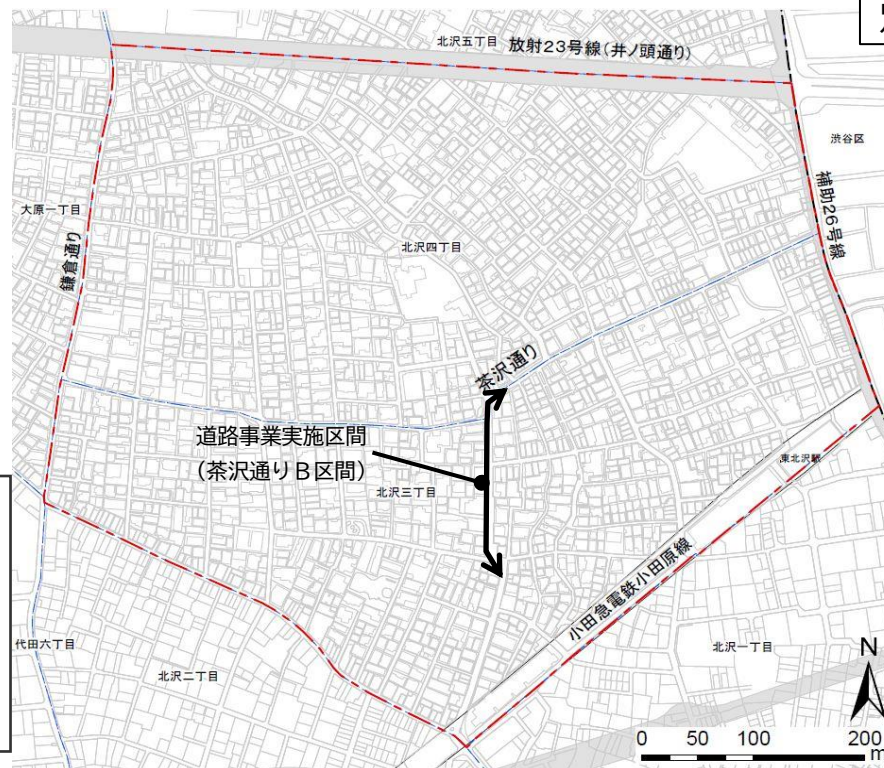 北沢五丁目
放射23号線(井ノ頭通り)
渋谷区
補助26号線
大原一丁目
鎌倉通り
北沢四丁目
茶沢通り
道路事業実施区間
(茶沢通りB区間)
北沢三丁目
東北沢駅
小田急電鉄小田原線
代田六丁目
北沢二丁目
北沢一丁目
N
0 50 100 200
m